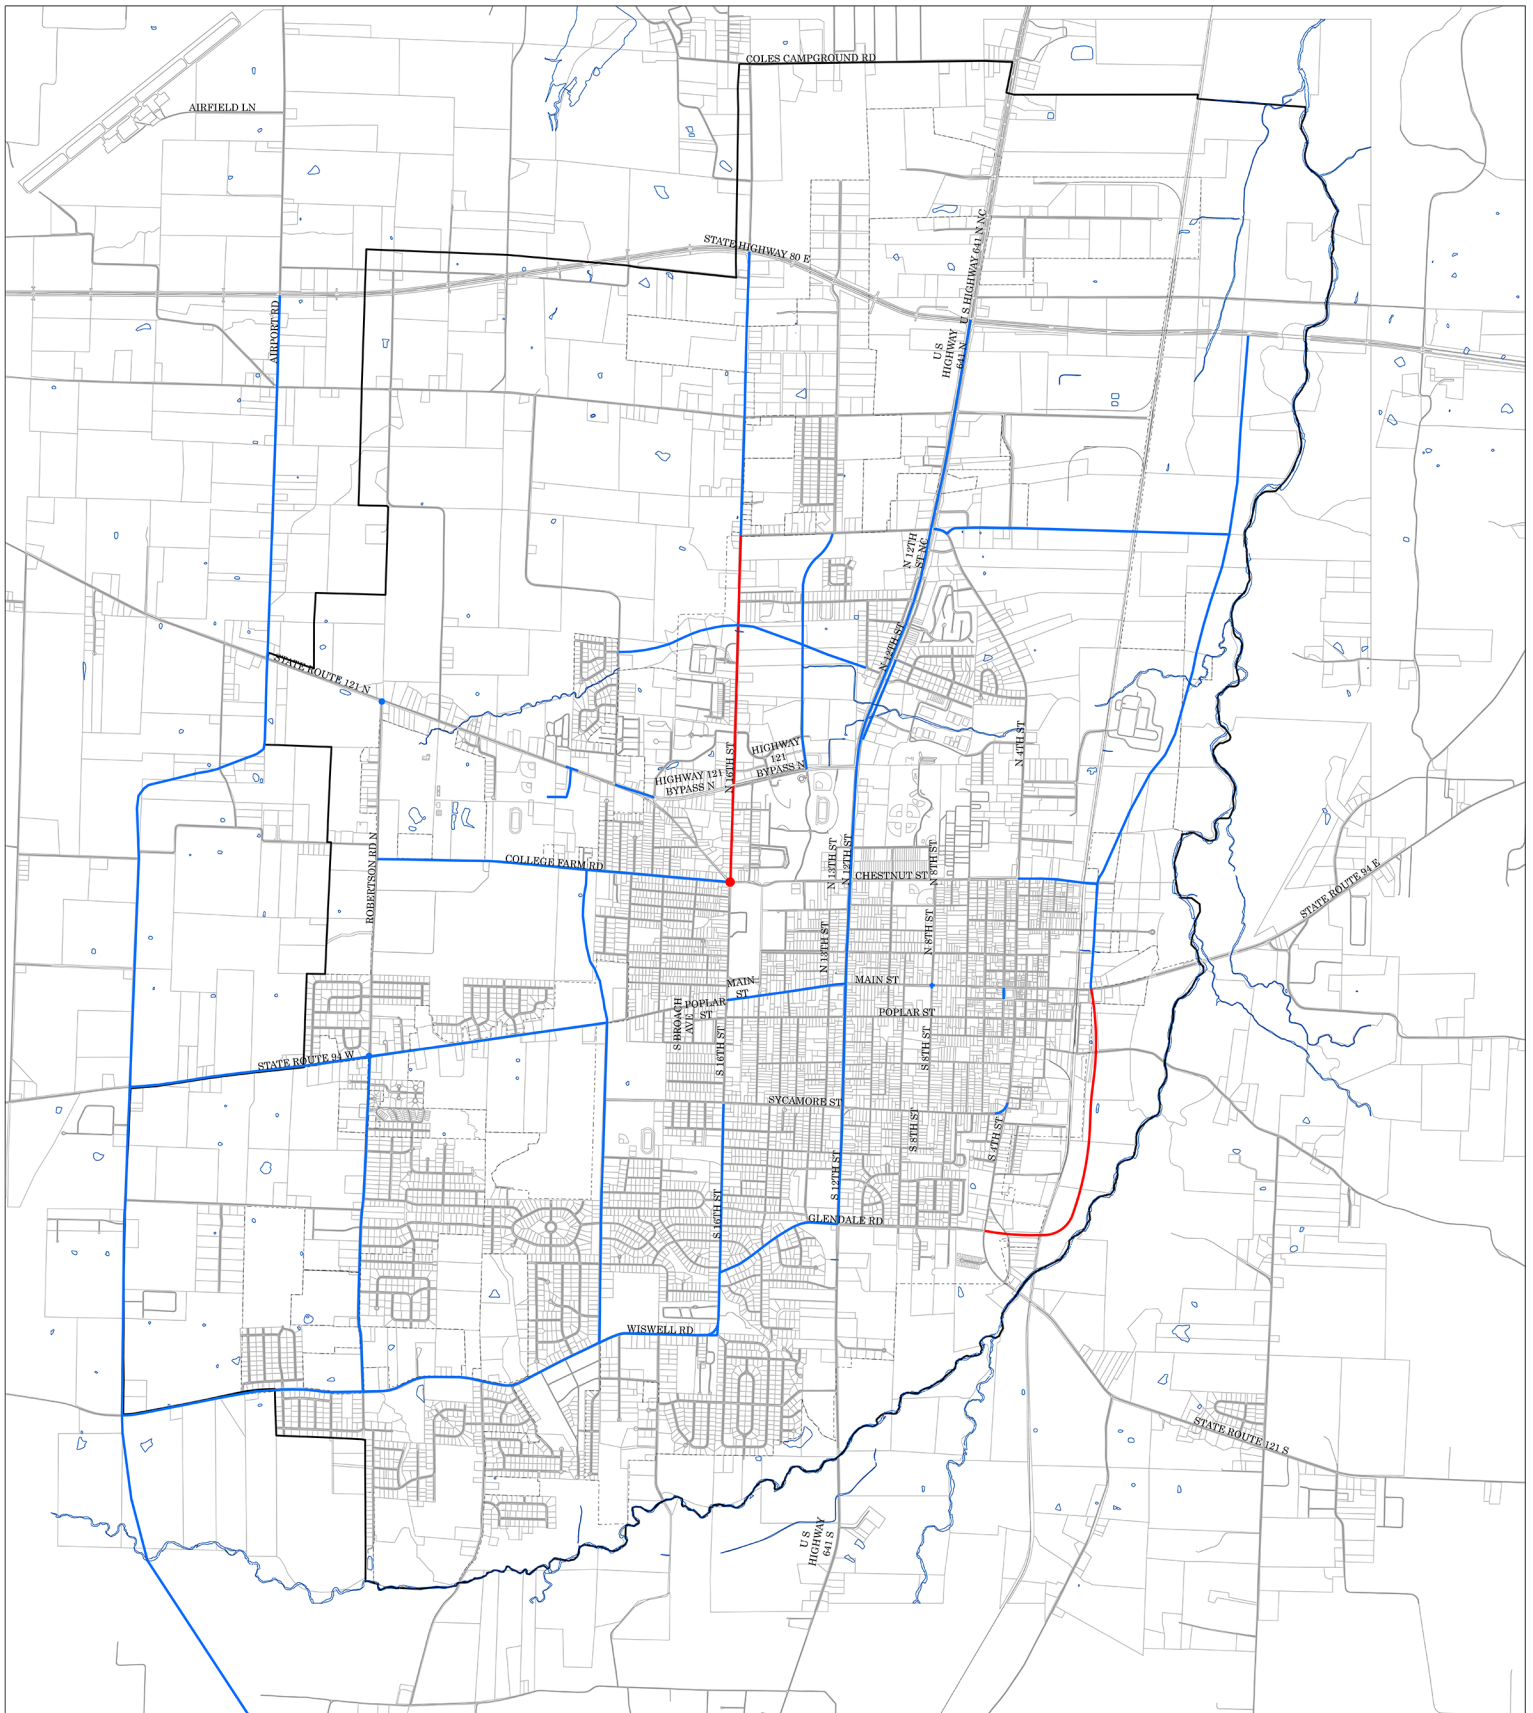 COLES CAMPGROUND RD
AIRFIELD LN
STATE HIGHWAY 80 E
U S HIGHWAY 641 N NC
AIRPORT RD
U S
HIGHWAY
641 N
N 12TH
ST NC
N 12TH ST
STATE ROUTE 121 N
N 4TH ST
N 16TH ST
HIGHWAY
121
BYPASS N
HIGHWAY 121
BYPASS N
ROBERTSON RD N
COLLEGE FARM RD
N 13TH ST
N 12TH ST
N 8TH ST
CHESTNUT ST
STATE ROUTE 94 E
N 13TH ST
N 8TH ST
MAIN
ST
MAIN ST
S BROACH
AVE
POPLAR
ST
POPLAR ST
S 16TH ST
S 8TH ST
STATE ROUTE 94 W
SYCAMORE ST
S 8TH ST
S 4TH ST
S 12TH ST
S 16TH ST
GLENDALE RD
WISWELL RD
STATE ROUTE 121 S
U S
HIGHWAY
641 S